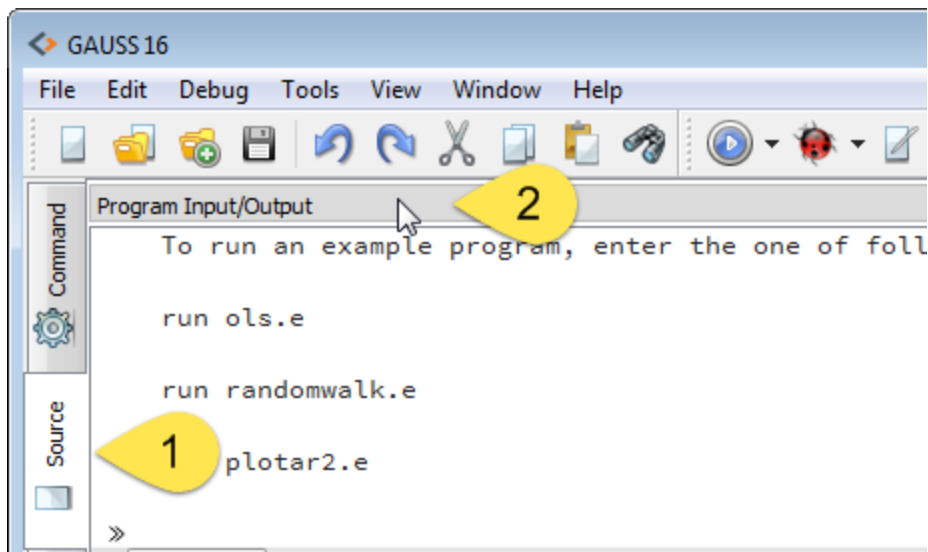 GAUSS 16
File Edit Debug Tools View Window Help
Command
Program Input/Output
2
To run an example program, enter the one of foll
run ols.e
run randomwalk.e
Source
1
plotar2.e
»